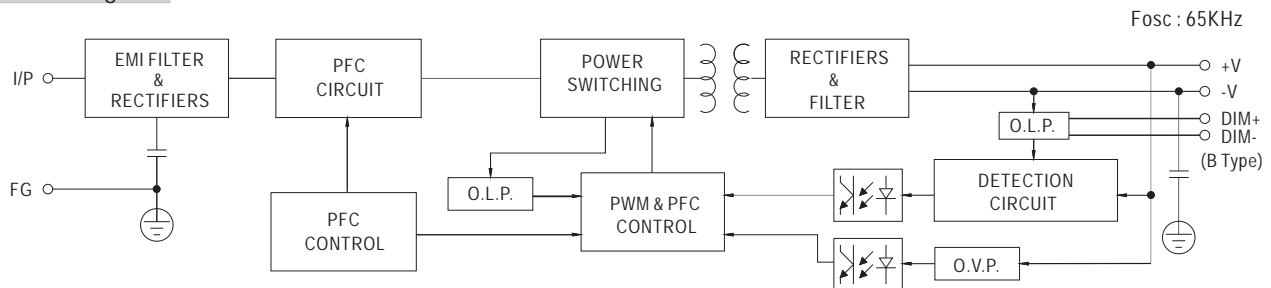 Fosc : 65KHz
I/P
EMI FILTER
&
RECTIFIERS
PFC
CIRCUIT
POWER
SWITCHING
RECTIFIERS
&
FILTER
+V
-V
DIM+
DIM-
(B Type)
O.L.P.
FG
O.L.P.
PFC
CONTROL
PWM & PFC
CONTROL
DETECTION
CIRCUIT
O.V.P.